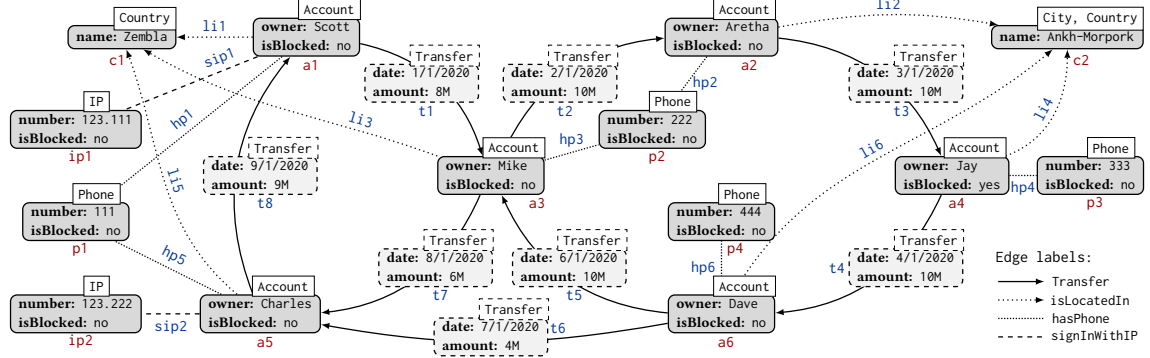 Country
name: Zembla
c1
li1
Account
owner: Scott
isBlocked: no
a1
sip1
Transfer
date: 1/1/2020
amount: 8M
t1
Transfer
date: 2/1/2020
amount: 10M
t2
Account
owner: Aretha
isBlocked: no
a2
li2
City, Country
name: Ankh-Morpork
c2
hp2
Transfer
date: 3/1/2020
amount: 10M
t3
IP
number: 123.111
isBlocked: no
ip1
hp1
li3
hp3
Phone
number: 222
isBlocked: no
p2
li4
li6
Transfer
date: 9/1/2020
amount: 9M
t8
li5
Account
owner: Mike
isBlocked: no
a3
Account
owner: Jay
isBlocked: yes
a4
hp4
Phone
number: 333
isBlocked: no
p3
Phone
number: 111
isBlocked: no
p1
hp5
Phone
number: 444
isBlocked: no
p4
hp6
Transfer
date: 8/1/2020
amount: 6M
t7
Transfer
date: 6/1/2020
amount: 10M
t5
Transfer
date: 4/1/2020
amount: 10M
t4
IP
number: 123.222
isBlocked: no
ip2
sip2
Account
owner: Charles
isBlocked: no
a5
Transfer
date: 7/1/2020
amount: 4M
t6
Account
owner: Dave
isBlocked: no
a6
Edge labels:
Transfer
isLocatedIn
hasPhone
signInWithIP